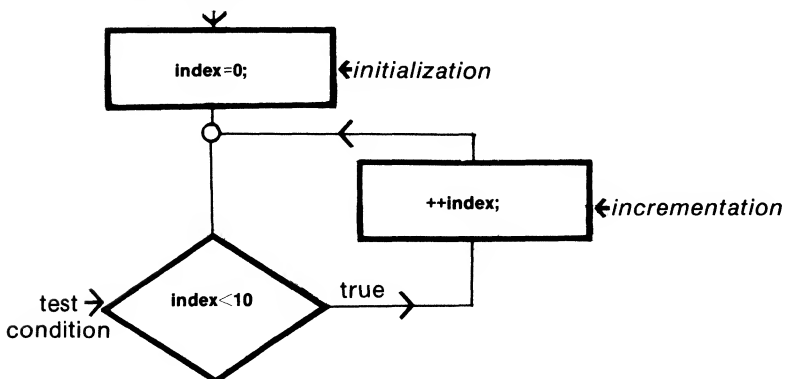 index=0;
←initialization
++index;
←incrementation
index<10
true
test→
condition